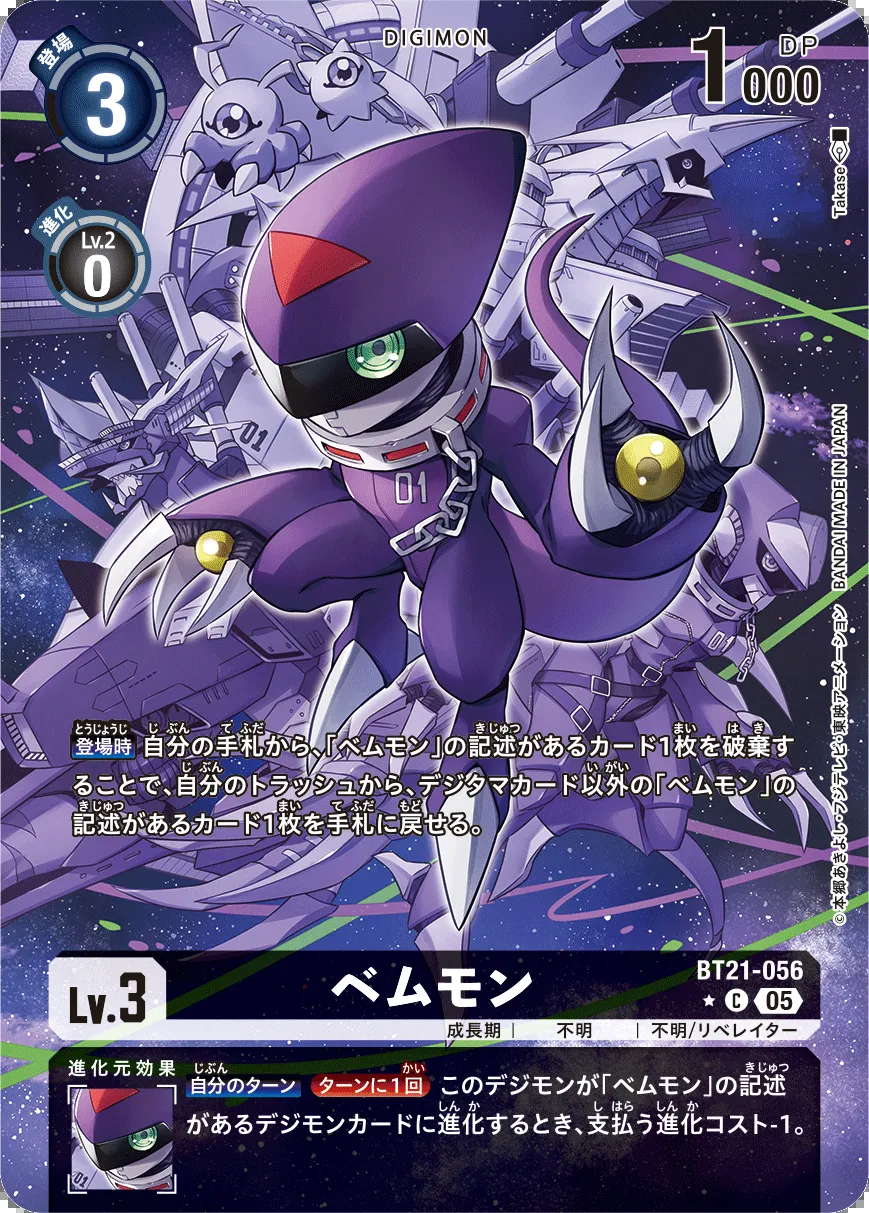 DIGIMON
登場
3
1000
DP
進化
Lv.2
0
Takase
01
01
BANDAI MADE IN JAPAN
©本郷あきよし・フジテレビ・東映アニメーション
登場時 自分の手札から、「ベムモン」の記述があるカード1枚を破棄す
ることで、自分のトラッシュから、デジタマカード以外の「ベムモン」の
記述があるカード1枚を手札に戻せる。
Lv.3
ベムモン
BT21-056
C 05
成長期 | 不明 | 不明/リベレイター
進化元効果
自分のターン ターンに1回 このデジモンが「ベムモン」の記述
があるデジモンカードに進化するとき、支払う進化コスト-1。